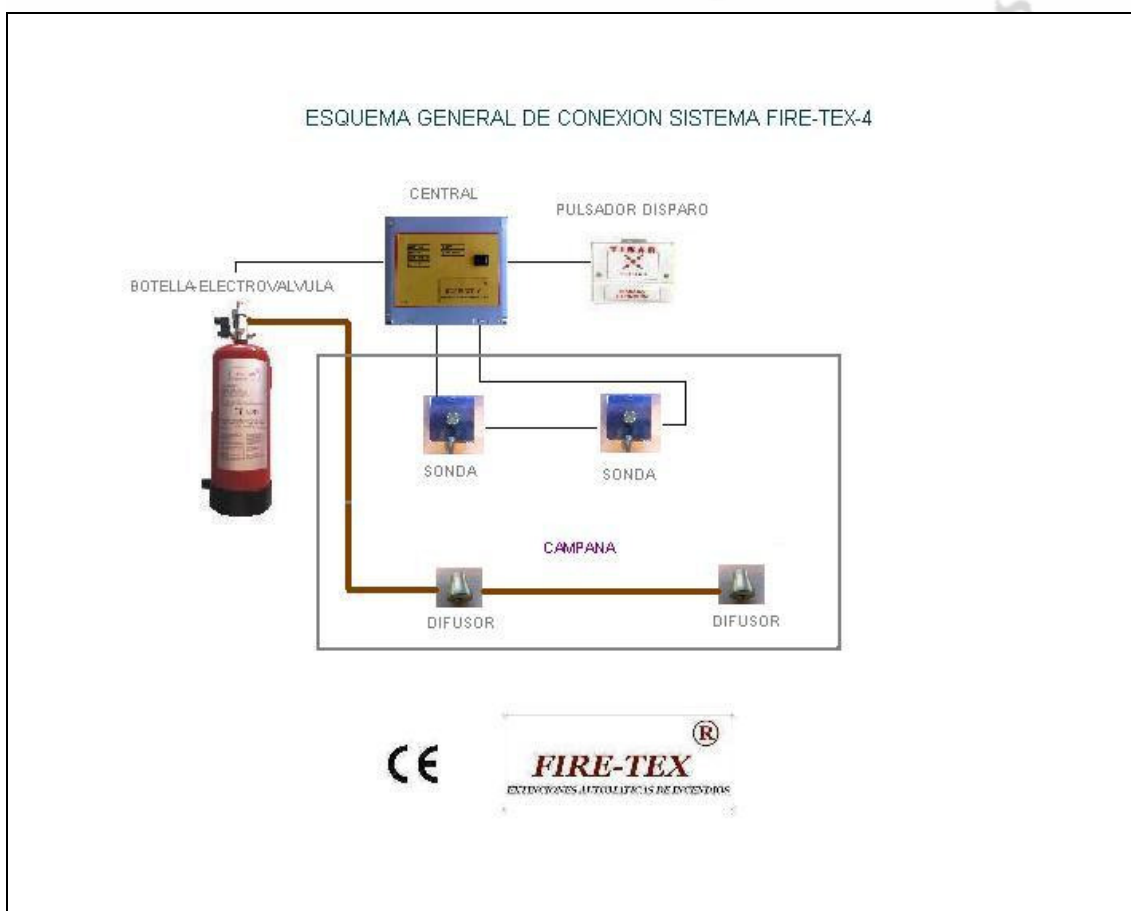 ESQUEMA GENERAL DE CONEXION SISTEMA FIRE-TEX-4
CENTRAL
PULSADOR DISPARO
BOTELLA-ELECTROVALVULA
TIRAR
SONDA
SONDA
CAMPANA
DIFUSOR
DIFUSOR
CE
®
FIRE-TEX
EXTINCIONES AUTOMATICAS DE INCENDIOS